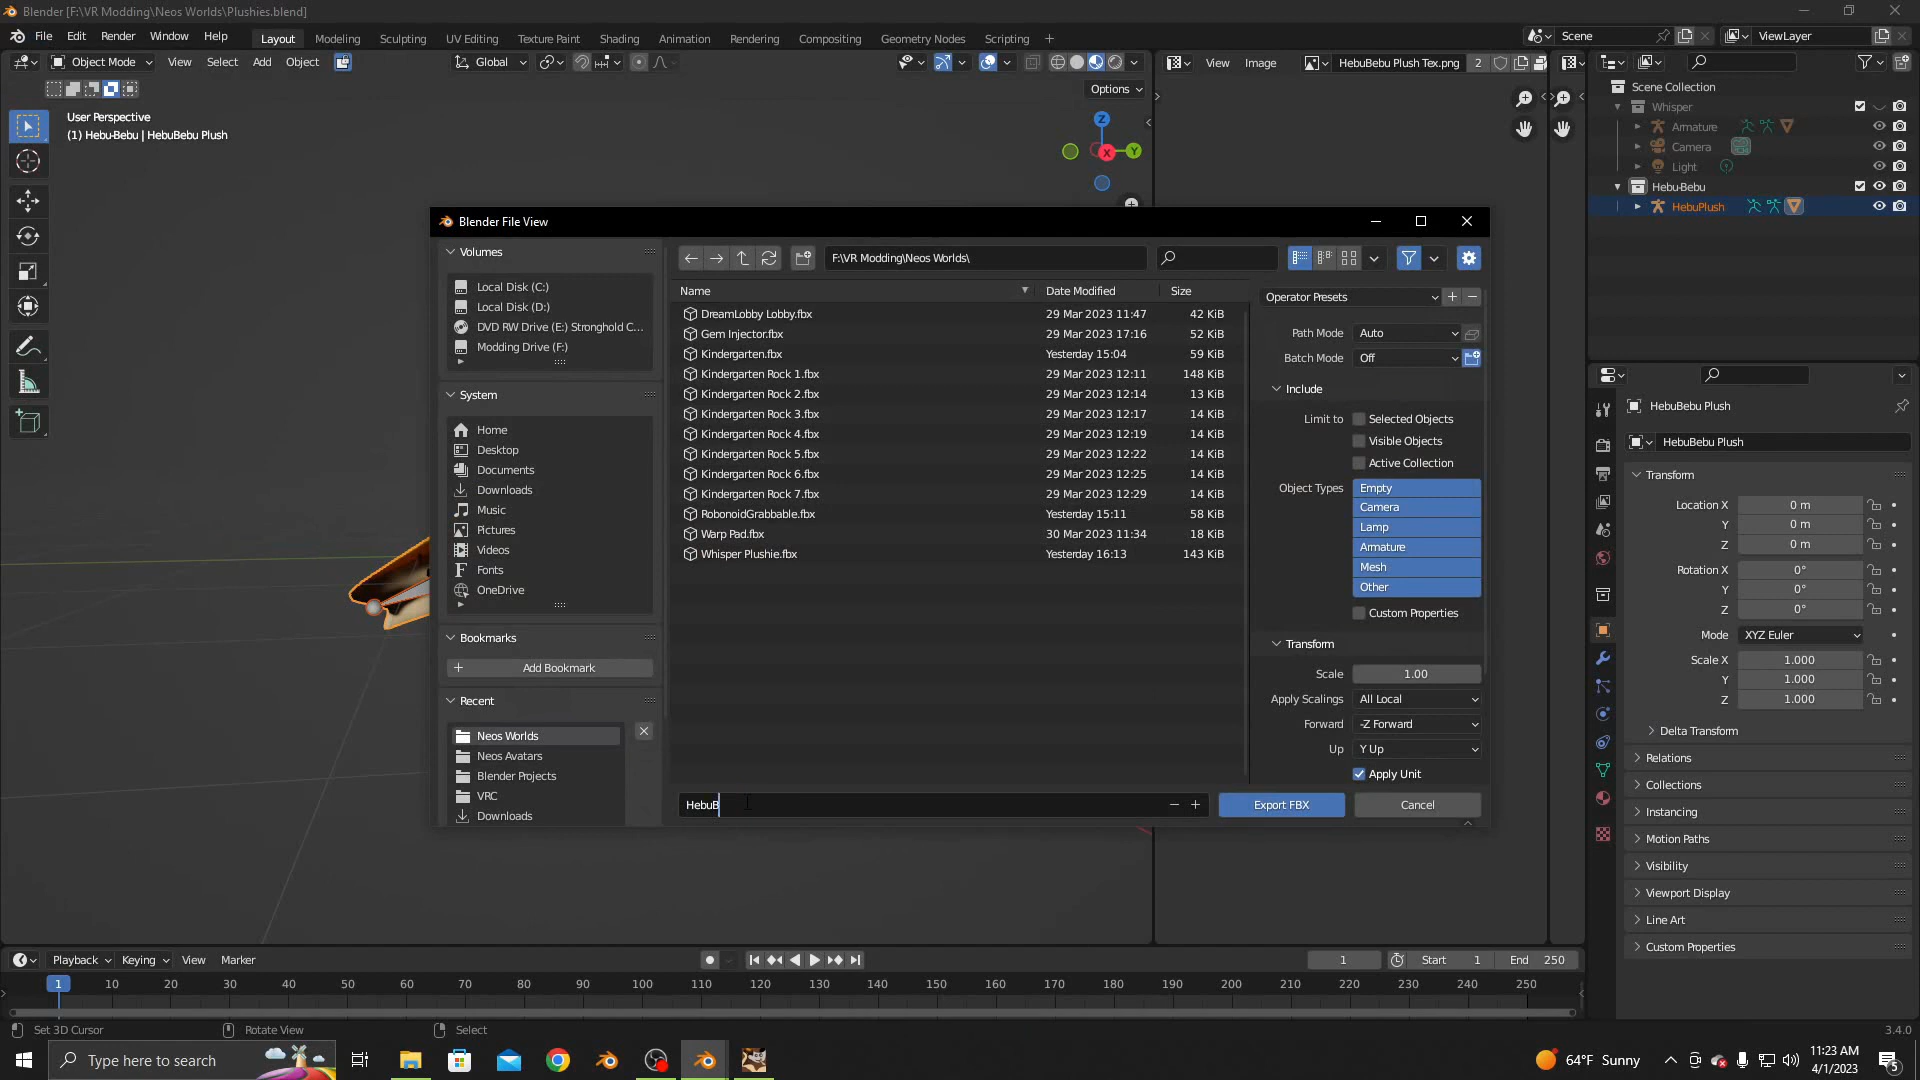 Blender [F:\VR Modding\Neos Worlds\Plushies.blend]
File Edit Render Window Help Layout Modeling Sculpting UV Editing Texture Paint Shading Animation Rendering Compositing Geometry Nodes Scripting + Scene ViewLayer
Object Mode View Select Add Object Global View Image HebuBebu Plush Tex.png 2
Options
User Perspective
(1) Hebu-Bebu | HebuBebu Plush
Z
X
Y
Scene Collection
Whisper
Armature
Camera
Light
Hebu-Bebu
HebuPlush
Blender File View
Volumes
Local Disk (C:)
Local Disk (D:)
DVD RW Drive (E:) Stronghold C...
Modding Drive (F:)
System
Home
Desktop
Documents
Downloads
Music
Pictures
Videos
Fonts
OneDrive
Bookmarks
+ Add Bookmark
Recent
Neos Worlds
Neos Avatars
Blender Projects
VRC
Downloads
F:\VR Modding\Neos Worlds\
Name Date Modified Size
DreamLobby Lobby.fbx 29 Mar 2023 11:47 42 KiB
Gem Injector.fbx 29 Mar 2023 17:16 52 KiB
Kindergarten.fbx Yesterday 15:04 59 KiB
Kindergarten Rock 1.fbx 29 Mar 2023 12:11 148 KiB
Kindergarten Rock 2.fbx 29 Mar 2023 12:14 13 KiB
Kindergarten Rock 3.fbx 29 Mar 2023 12:17 14 KiB
Kindergarten Rock 4.fbx 29 Mar 2023 12:19 14 KiB
Kindergarten Rock 5.fbx 29 Mar 2023 12:22 14 KiB
Kindergarten Rock 6.fbx 29 Mar 2023 12:25 14 KiB
Kindergarten Rock 7.fbx 29 Mar 2023 12:29 14 KiB
RobonoidGrabbable.fbx Yesterday 15:11 58 KiB
Warp Pad.fbx 30 Mar 2023 11:34 18 KiB
Whisper Plushie.fbx Yesterday 16:13 143 KiB
HebuB - +
Export FBX Cancel
Operator Presets + -
Path Mode Auto
Batch Mode Off
Include
Limit to Selected Objects
Visible Objects
Active Collection
Object Types Empty
Camera
Lamp
Armature
Mesh
Other
Custom Properties
Transform
Scale 1.00
Apply Scalings All Local
Forward -Z Forward
Up Y Up
Apply Unit
HebuBebu Plush
HebuBebu Plush
Transform
Location X 0 m
Y 0 m
Z 0 m
Rotation X 0°
Y 0°
Z 0°
Mode XYZ Euler
Scale X 1.000
Y 1.000
Z 1.000
Delta Transform
Relations
Collections
Instancing
Motion Paths
Visibility
Viewport Display
Line Art
Custom Properties
Playback Keying View Marker 1 Start 1 End 250
1 10 20 30 40 50 60 70 80 90 100 110 120 130 140 150 160 170 180 190 200 210 220 230 240 250
Set 3D Cursor Rotate View Select 3.4.0
Type here to search 64°F Sunny 11:23 AM
4/1/2023
5